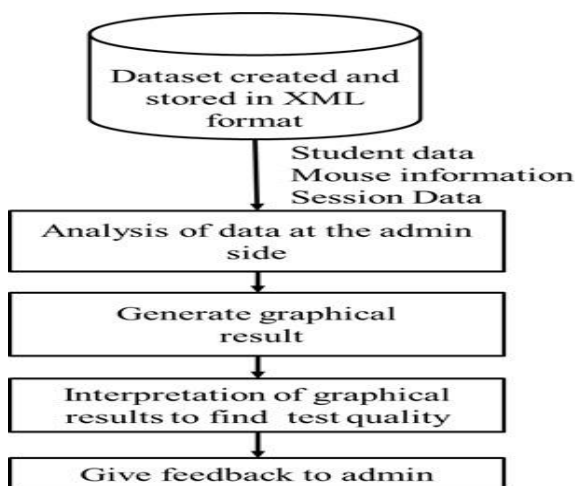 Dataset created and
stored in XML
format
Student data
Mouse information
Session Data
Analysis of data at the admin
side
Generate graphical
result
Interpretation of graphical
results to find test quality
Give feedback to admin